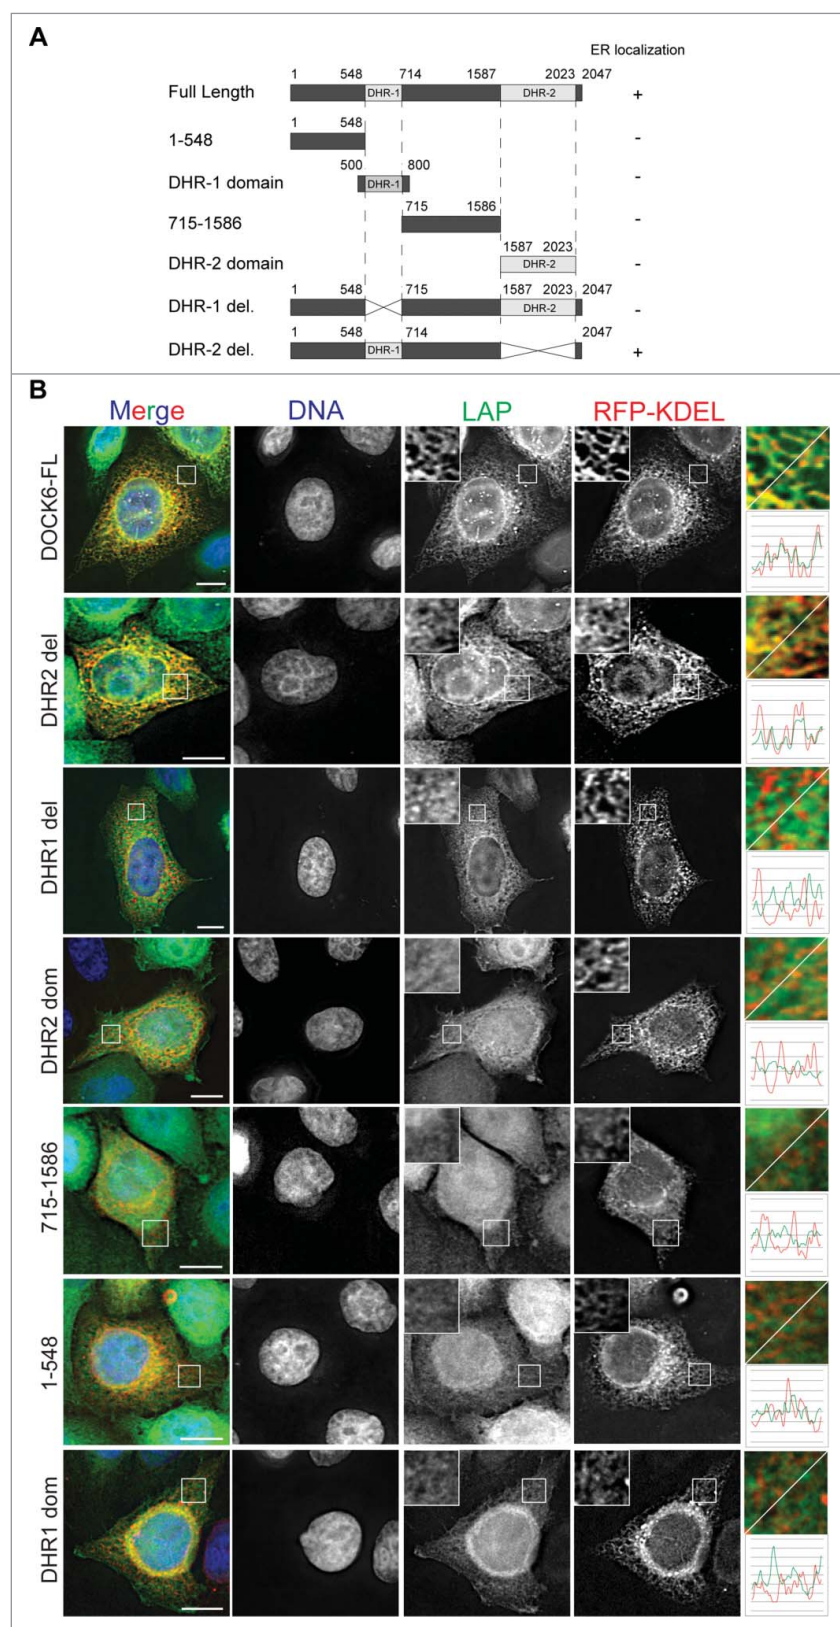 A
ER localization
1 548 714 1587 2023 2047
Full Length DHR-1 DHR-2 +
1 548
1-548 -
500 800
DHR-1 domain DHR-1 -
715 1586
715-1586 -
1587 2023
DHR-2 domain DHR-2 -
1 548 715 1587 2023 2047
DHR-1 del. DHR-2 -
1 548 714 2047
DHR-2 del. DHR-1 +
B
Merge DNA LAP RFP-KDEL
DOCK6-FL
DHR2 del
DHR1 del
DHR2 dom
715-1586
1-548
DHR1 dom